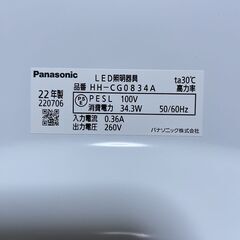 Panasonic
LED照明器具
ta30℃
品番 HH-CG0834A
高力率
22年製
220706
PESL 100V
消費電力 34.3W 50/60Hz
入力電流 0.36A
出力電圧 260V
パナソニック株式会社